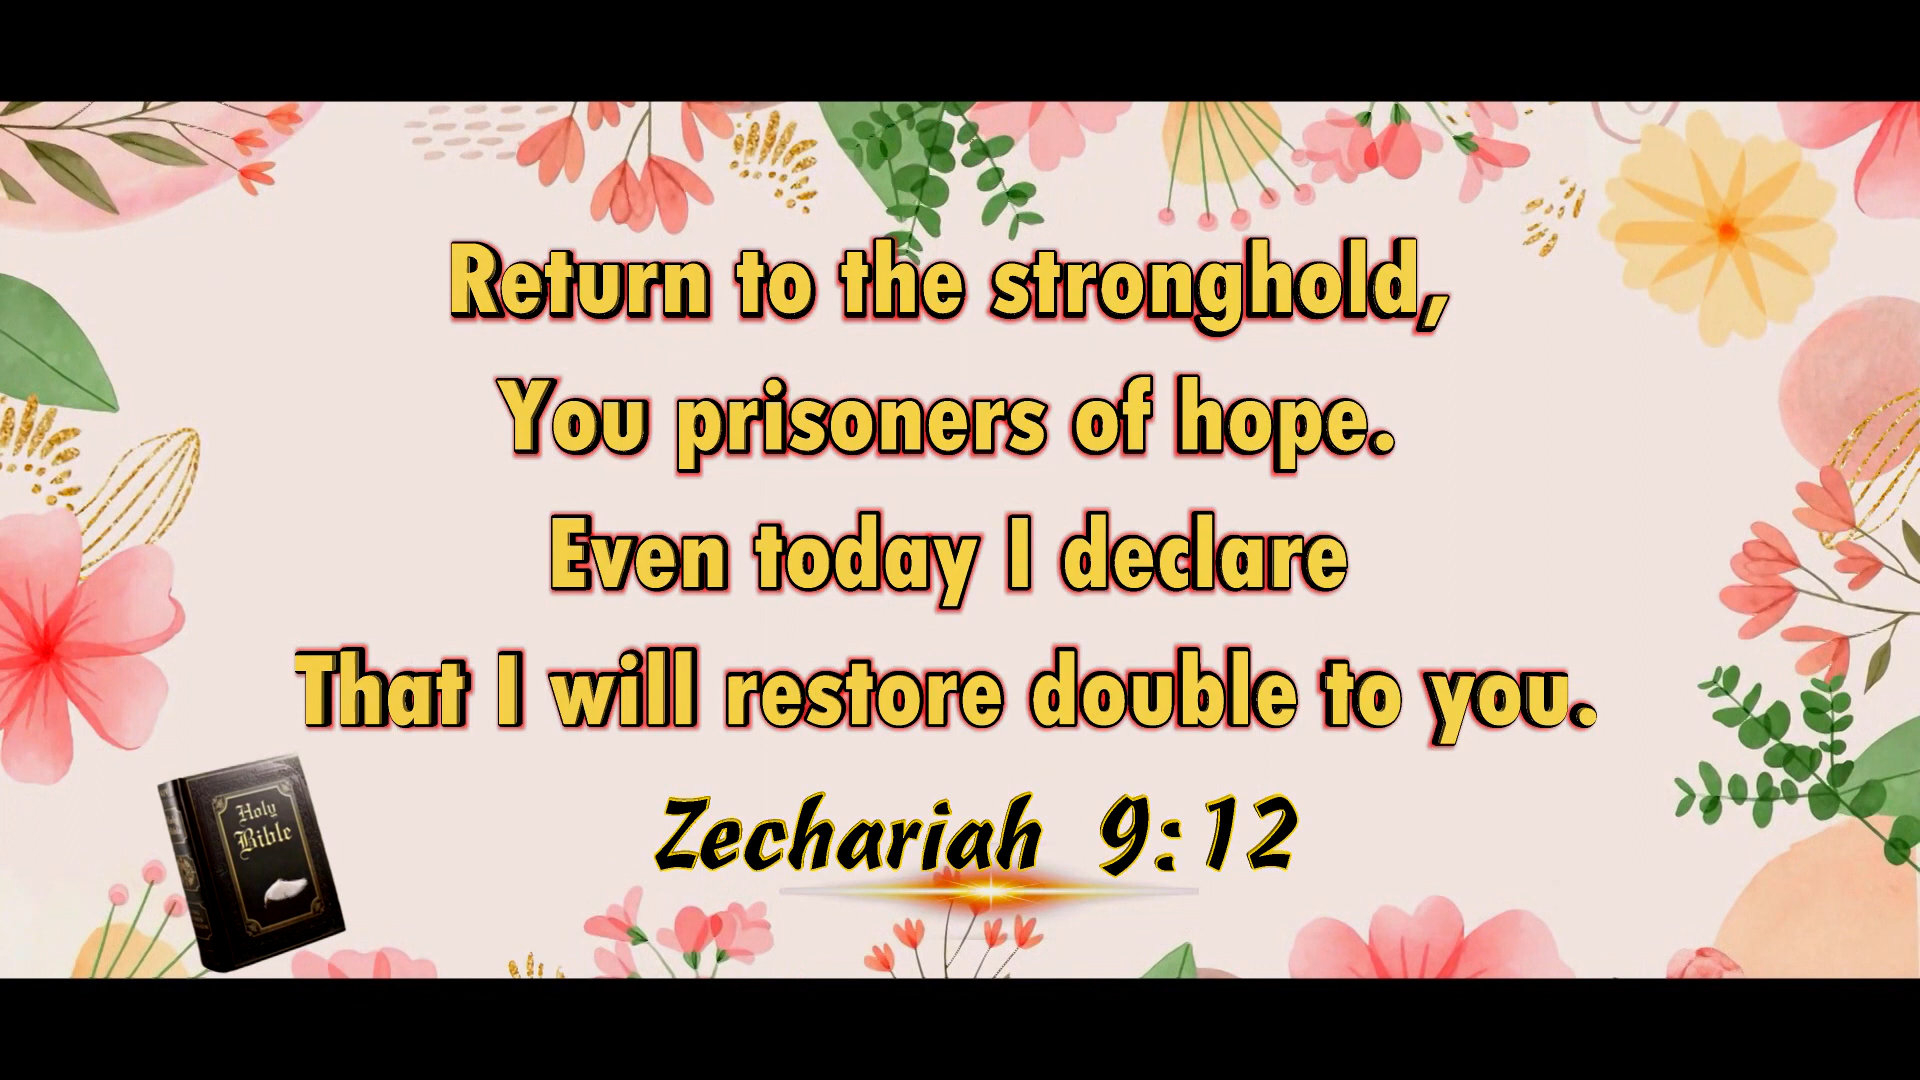 Return to the stronghold,
You prisoners of hope.
Even today I declare
That I will restore double to you.
Zechariah 9:12
Holy
Bible